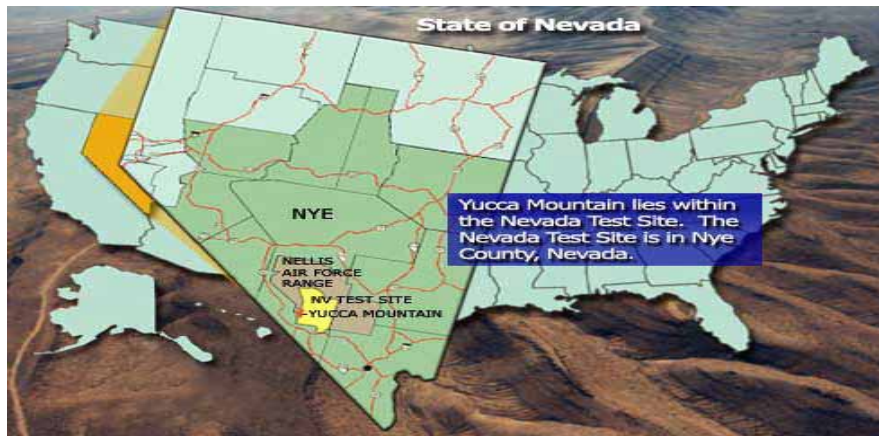 State of Nevada
Yucca Mountain lies within
the Nevada Test Site. The
Nevada Test Site is in Nye
County, Nevada.
NYE
NELLIS
AIR FORCE
RANGE
NV TEST SITE
YUCCA MOUNTAIN